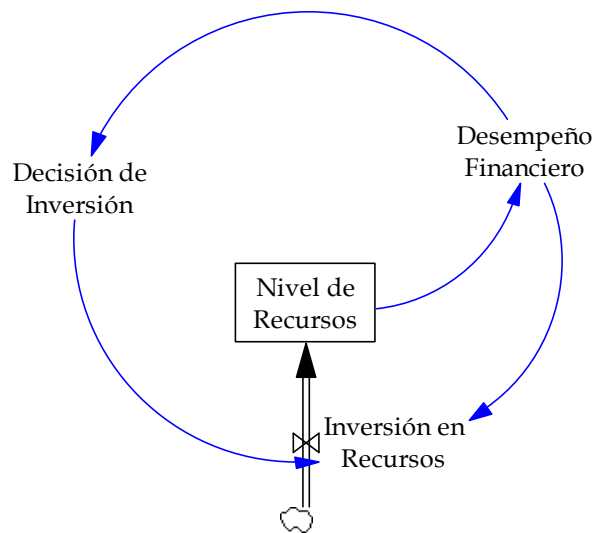 Desempeño
Financiero
Decisión de
Inversión
Nivel de
Recursos
Inversión en
Recursos